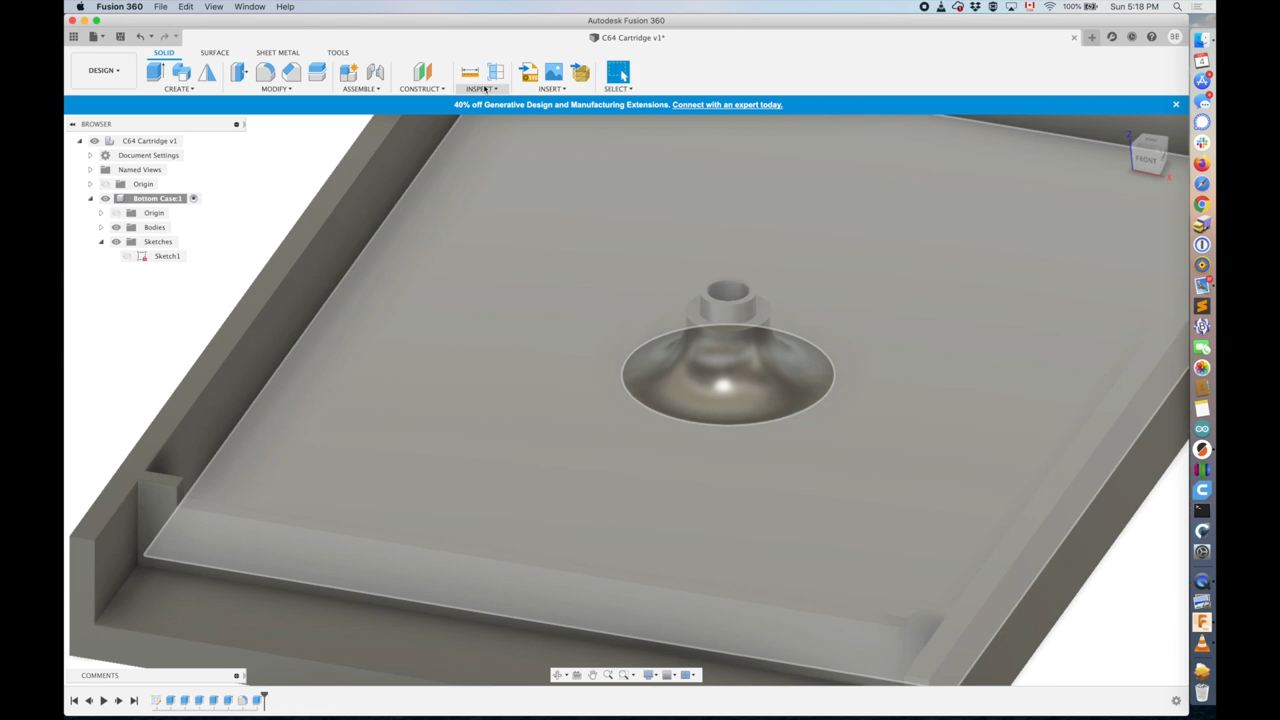 Fusion 360 File Edit View Window Help
100% Sun 5:18 PM
Autodesk Fusion 360
C64 Cartridge v1*
BE
SOLID SURFACE SHEET METAL TOOLS
DESIGN
CREATE MODIFY ASSEMBLE CONSTRUCT INSPECT INSERT SELECT
40% off Generative Design and Manufacturing Extensions. Connect with an expert today.
BROWSER
C64 Cartridge v1
Document Settings
Named Views
Origin
Bottom Case:1
Origin
Bodies
Sketches
Sketch1
Z
FRONT
X
COMMENTS